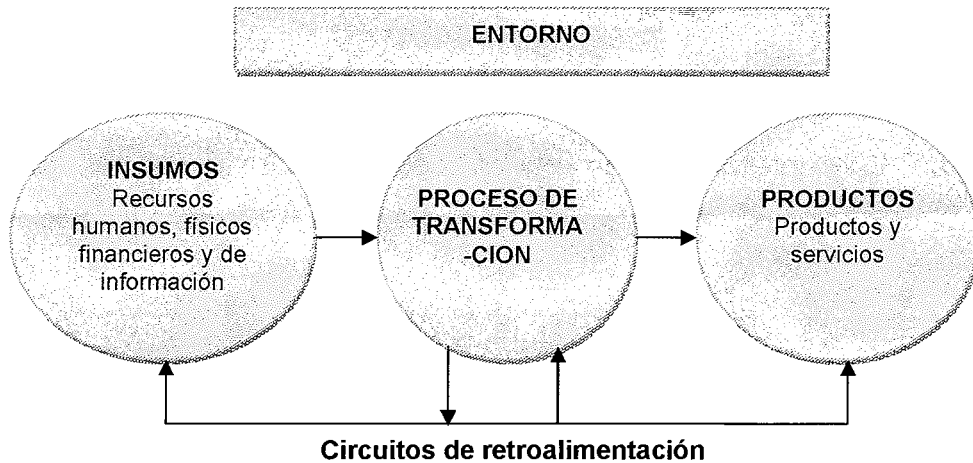 ENTORNO
INSUMOS
Recursos
humanos, físicos
financieros y de
información
PROCESO DE
TRANSFORMA
-CION
PRODUCTOS
Productos y
servicios
Circuitos de retroalimentación